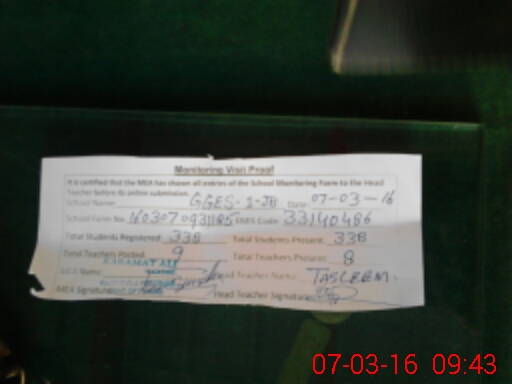 Monitoring Visit Proof
It is certified that the MEA has shown all entries of the School Monitoring Form to the Head
Teacher before its online submission.
School Name GGES-1-JB Date 07-03-16
School Form No. EMIS Code: 33140486
Total Students Registered: 338 Total Students Present: 338
Total Teachers Posted: 9 Total Teachers Present: 8
KARAMAT ALI
MEA Name: Head Teacher Name: TASLEEM.
MEA Signature Head Teacher Signature
07-03-16 09:43